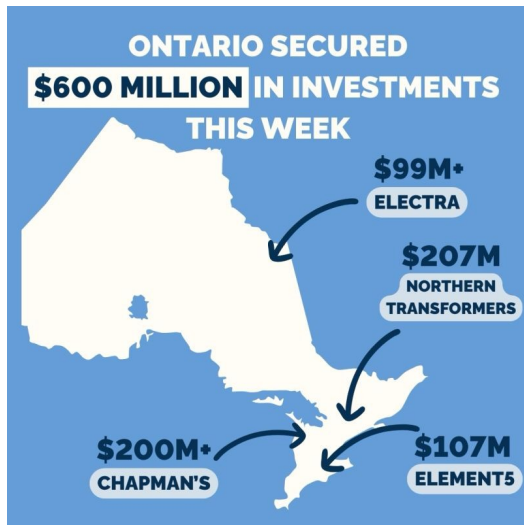 ONTARIO SECURED
$600 MILLION IN INVESTMENTS
THIS WEEK
$99M+
ELECTRA
$207M
NORTHERN
TRANSFORMERS
$200M+
CHAPMAN'S
$107M
ELEMENT5